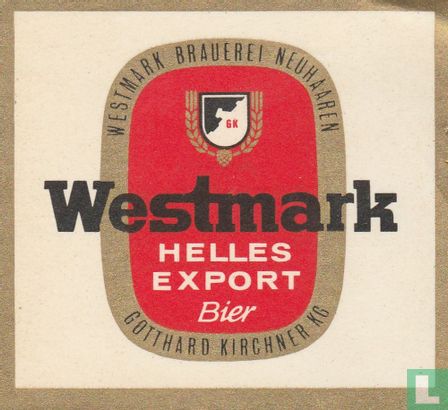 WESTMARK BRAUEREI NEUHAAREN
GK
Westmark
HELLES
EXPORT
Bier
GOTTHARD KIRCHNER KG
L